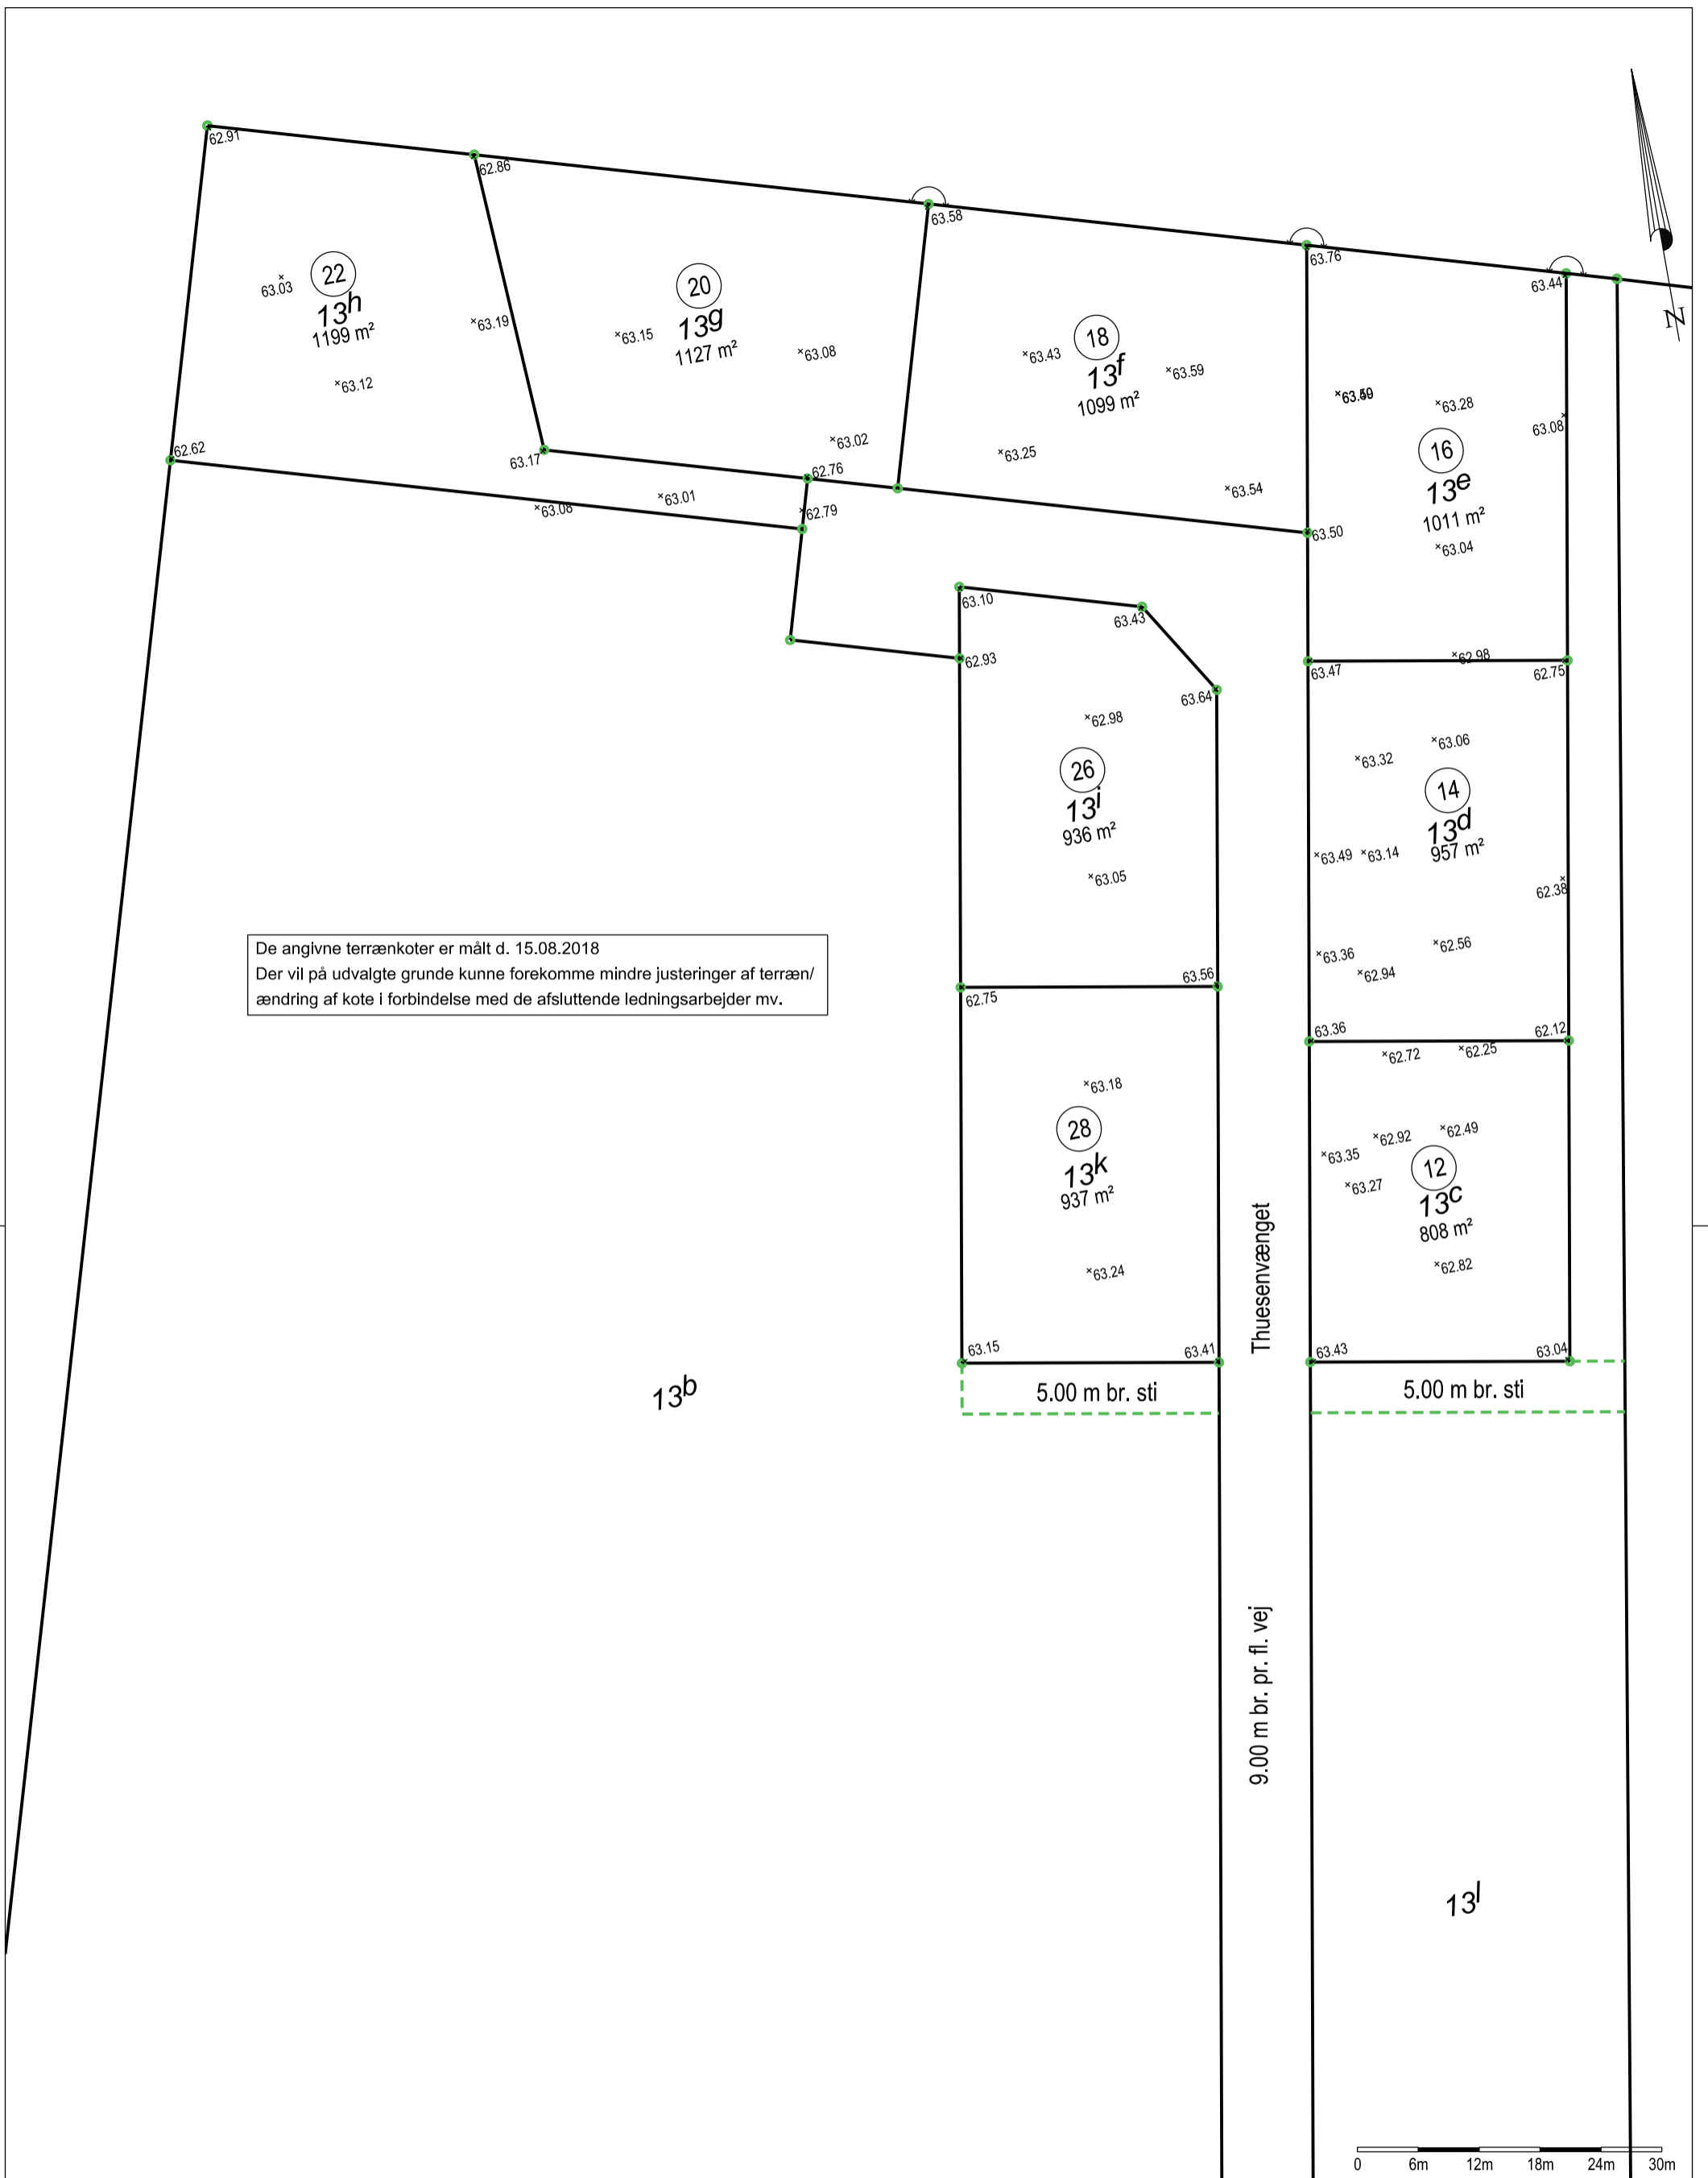 62.91
62.86
63.58
63.76
63.44
N
22
13h
1199 m²
63.03
63.19
63.12
20
13g
1127 m²
63.15
63.08
63.02
18
13f
1099 m²
63.43
63.59
63.25
63.54
63.28
63.08
16
13e
1011 m²
63.04
62.62
63.17
62.76
63.01
63.08
62.79
63.50
63.10
63.43
62.93
63.64
63.47
62.98
62.75
62.98
26
13i
936 m²
63.05
63.32
63.06
14
13d
957 m²
63.49
63.14
62.38
63.36
62.94
62.56
De angivne terrænkoter er målt d. 15.08.2018
Der vil på udvalgte grunde kunne forekomme mindre justeringer af terræn/
ændring af kote i forbindelse med de afsluttende ledningsarbejder mv.
62.75
63.56
63.36
62.12
62.72
62.25
63.18
28
13k
937 m²
63.24
62.92
62.49
63.35
63.27
12
13c
808 m²
62.82
Thuesenvænget
63.15
63.41
63.43
63.04
5.00 m br. sti
5.00 m br. sti
13b
9.00 m br. pr. fl. vej
13l
0 6m 12m 18m 24m 30m